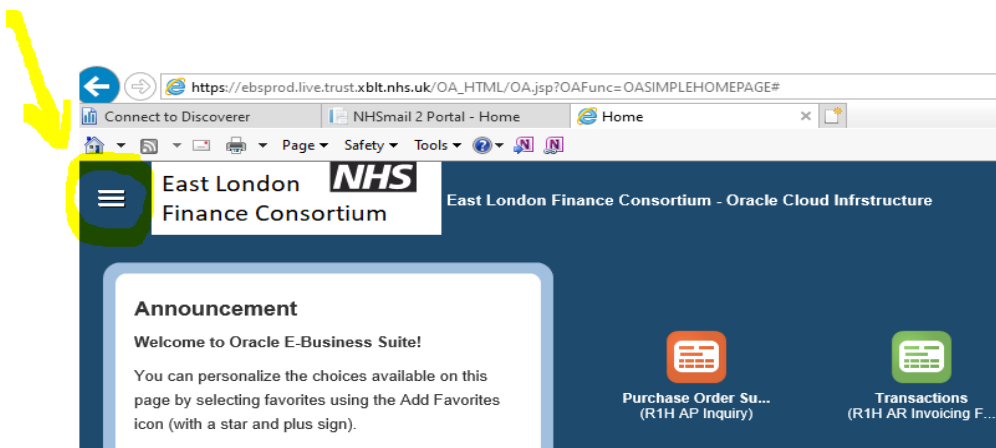 https://ebsprod.live.trust.xblt.nhs.uk/OA_HTML/OA.jsp?OAFunc=OASIMPLEHOMEPAGE#
Connect to Discoverer NHSmail 2 Portal - Home Home
Page Safety Tools
East London NHS
Finance Consortium
East London Finance Consortium - Oracle Cloud Infrstructure
Announcement
Welcome to Oracle E-Business Suite!
You can personalize the choices available on this
page by selecting favorites using the Add Favorites
icon (with a star and plus sign).
Purchase Order Su...
(R1H AP Inquiry)
Transactions
(R1H AR Invoicing F...